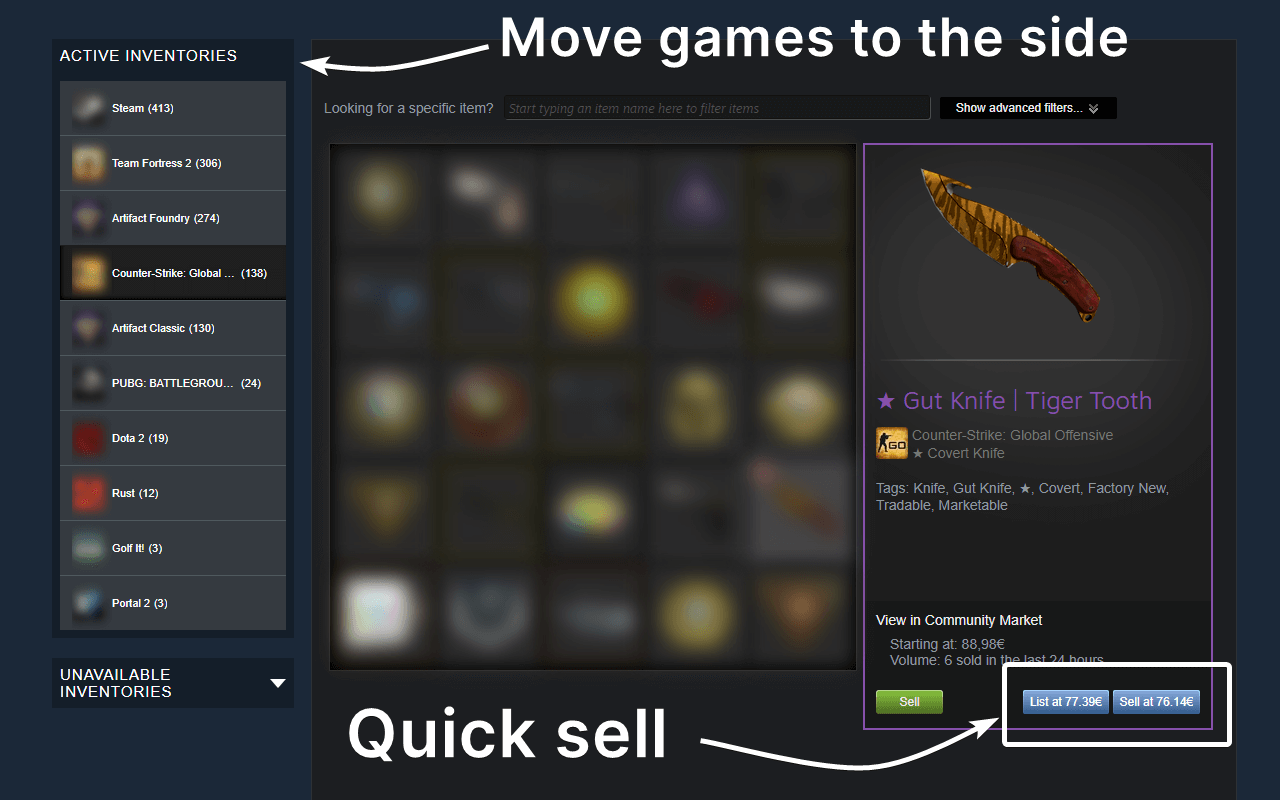 Move games to the side
ACTIVE INVENTORIES
Steam (413)
Team Fortress 2 (306)
Artifact Foundry (274)
Counter-Strike: Global ... (138)
Artifact Classic (130)
PUBG: BATTLEGROU... (24)
Dota 2 (19)
Rust (12)
Golf It! (3)
Portal 2 (3)
UNAVAILABLE
INVENTORIES
Looking for a specific item?
Start typing an item name here to filter items
Show advanced filters...
★ Gut Knife | Tiger Tooth
GO
Counter-Strike: Global Offensive
★ Covert Knife
Tags: Knife, Gut Knife, ★, Covert, Factory New,
Tradable, Marketable
View in Community Market
Starting at: 88,98€
Volume: 6 sold in the last 24 hours
Sell
List at 77.39€
Sell at 76.14€
Quick sell